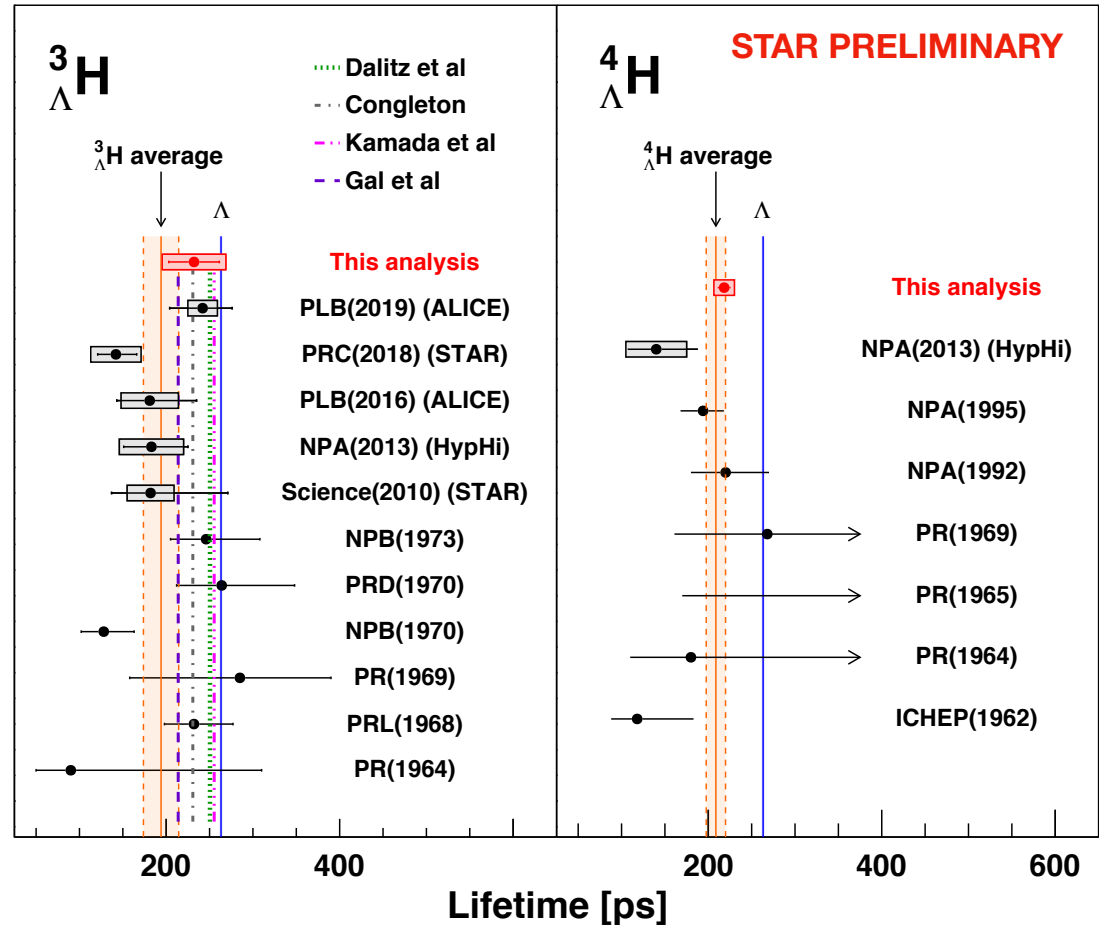 ³ΛH
Dalitz et al
Congleton
Kamada et al
Gal et al
³ΛH average
Λ
This analysis
PLB(2019) (ALICE)
PRC(2018) (STAR)
PLB(2016) (ALICE)
NPA(2013) (HypHi)
Science(2010) (STAR)
NPB(1973)
PRD(1970)
NPB(1970)
PR(1969)
PRL(1968)
PR(1964)
200 400
STAR PRELIMINARY
⁴ΛH
⁴ΛH average
Λ
This analysis
NPA(2013) (HypHi)
NPA(1995)
NPA(1992)
PR(1969)
PR(1965)
PR(1964)
ICHEP(1962)
200 400 600
Lifetime [ps]